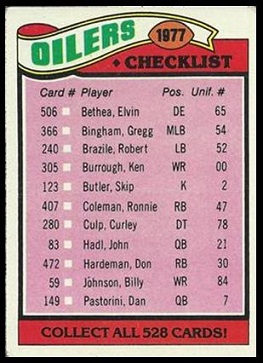 OILERS
1977
CHECKLIST
Card # Player Pos. Unif. #
506 Bethea, Elvin DE 65
366 Bingham, Gregg MLB 54
240 Brazile, Robert LB 52
305 Burrough, Ken WR 00
123 Butler, Skip K 2
407 Coleman, Ronnie RB 47
280 Culp, Curley DT 78
83 Hadl, John QB 21
472 Hardeman, Don RB 30
59 Johnson, Billy WR 84
149 Pastorini, Dan QB 7
COLLECT ALL 528 CARDS!